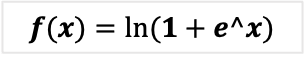 f(x) = ln(1 + e^x)